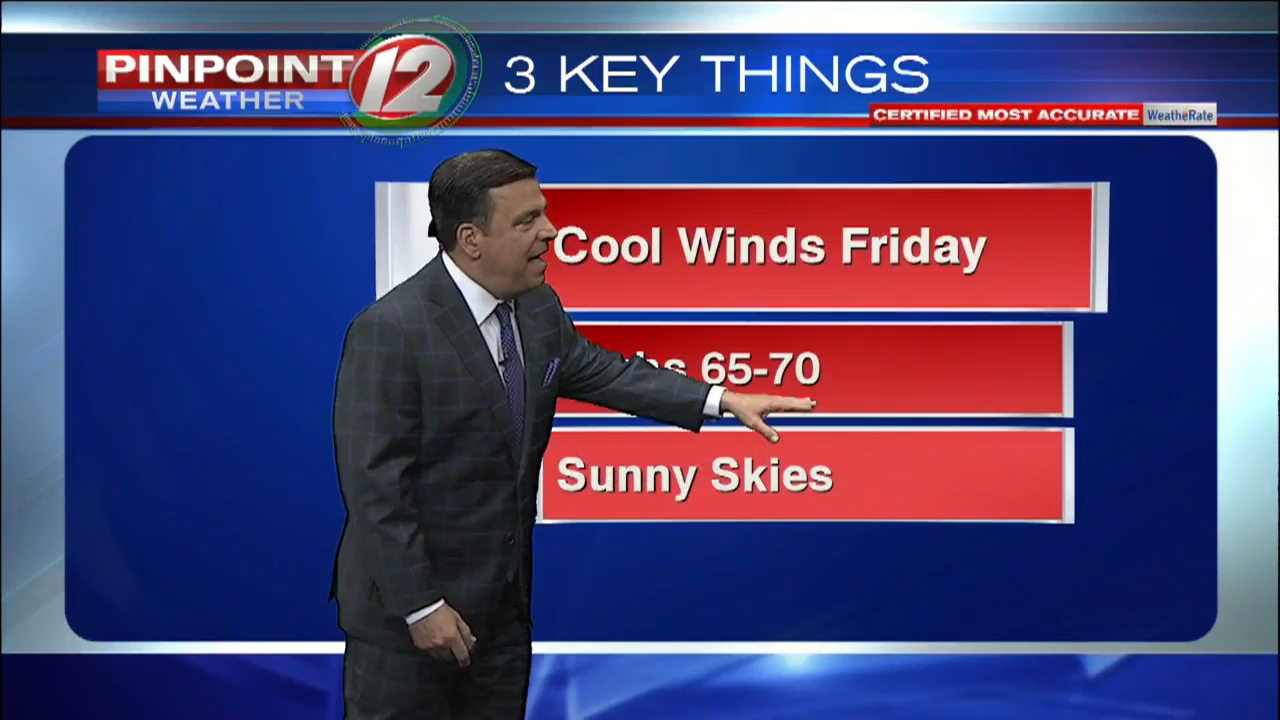 PINPOINT
WEATHER
12
3 KEY THINGS
CERTIFIED MOST ACCURATE
WeatheRate
Cool Winds Friday
65-70
Sunny Skies